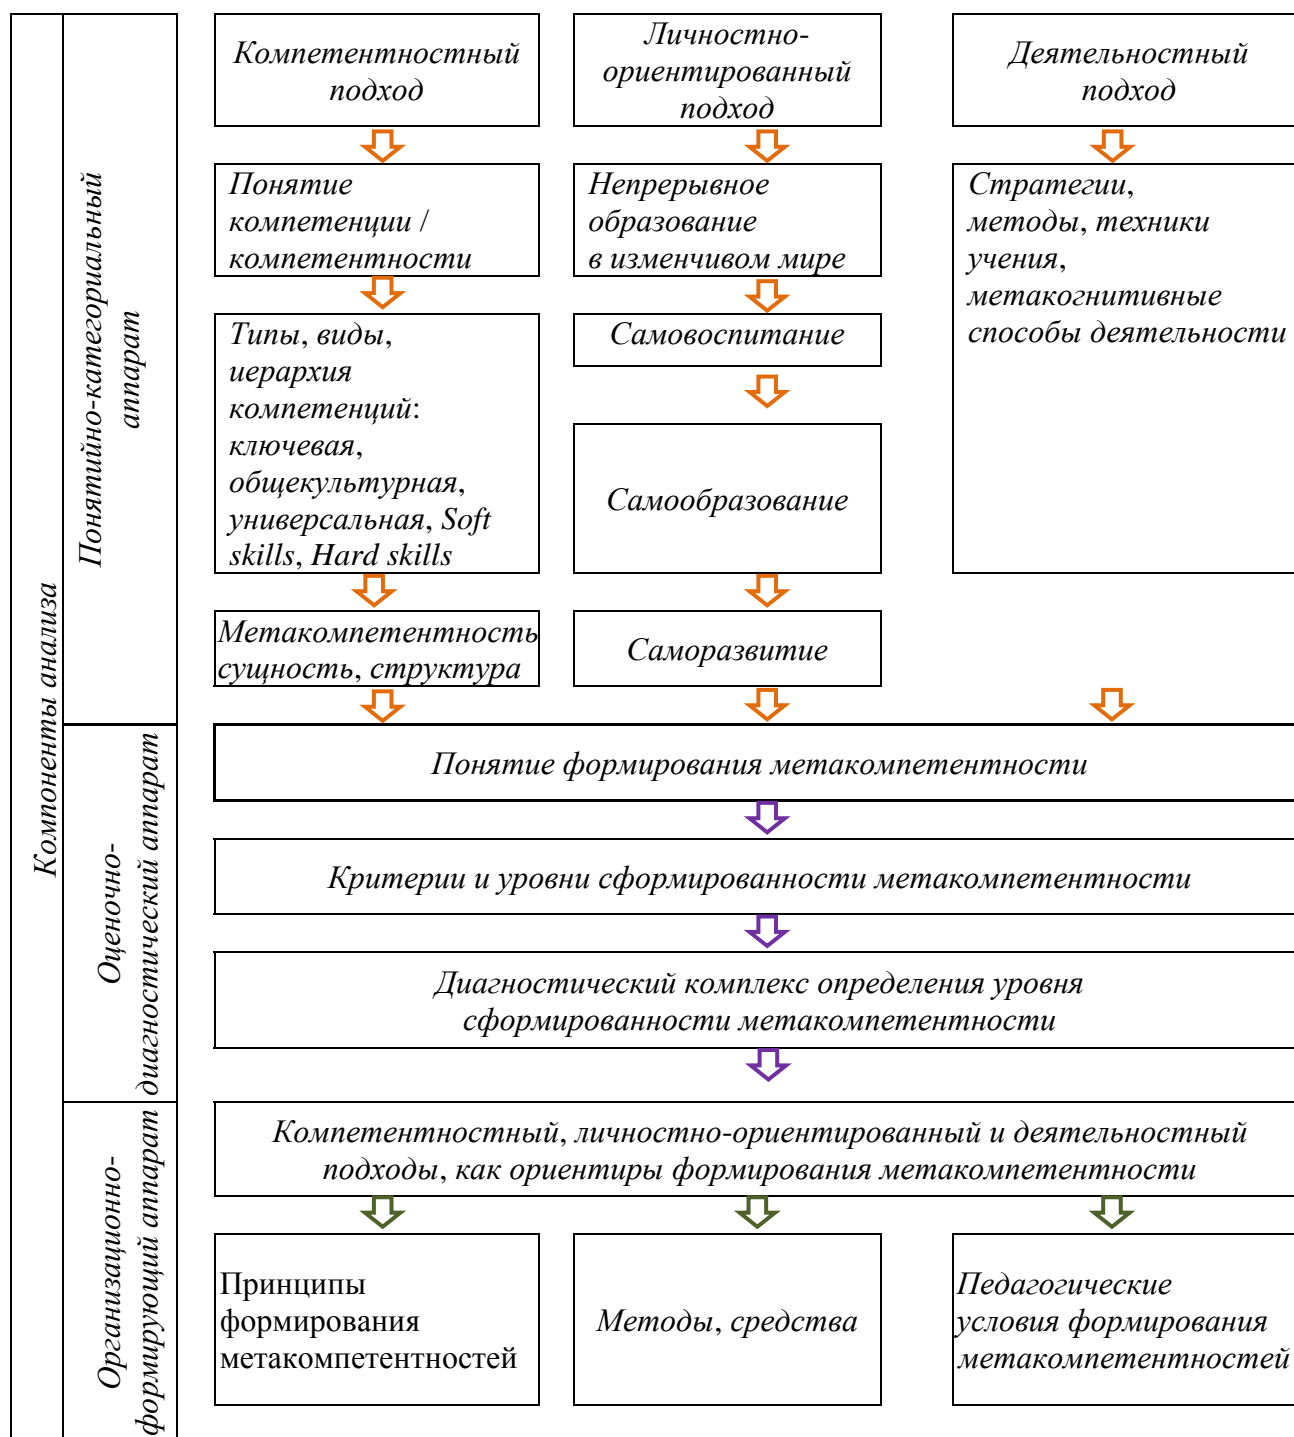 Компоненты анализа
Понятийно-категориальный
аппарат
Компетентностный
подход
Личностно-
ориентированный
подход
Деятельностный
подход
Понятие
компетенции /
компетентности
Непрерывное
образование
в изменчивом мире
Стратегии,
методы, техники
учения,
метакогнитивные
способы деятельности
Типы, виды,
иерархия
компетенций:
ключевая,
общекультурная,
универсальная, Soft
skills, Hard skills
Самовоспитание
Самообразование
Метакомпетентность
сущность, структура
Саморазвитие
Оценочно-
диагностический аппарат
Понятие формирования метакомпетентности
Критерии и уровни сформированности метакомпетентности
Диагностический комплекс определения уровня
сформированности метакомпетентности
Организационно-
формирующий аппарат
Компетентностный, личностно-ориентированный и деятельностный
подходы, как ориентиры формирования метакомпетентности
Принципы
формирования
метакомпетентностей
Методы, средства
Педагогические
условия формирования
метакомпетентностей